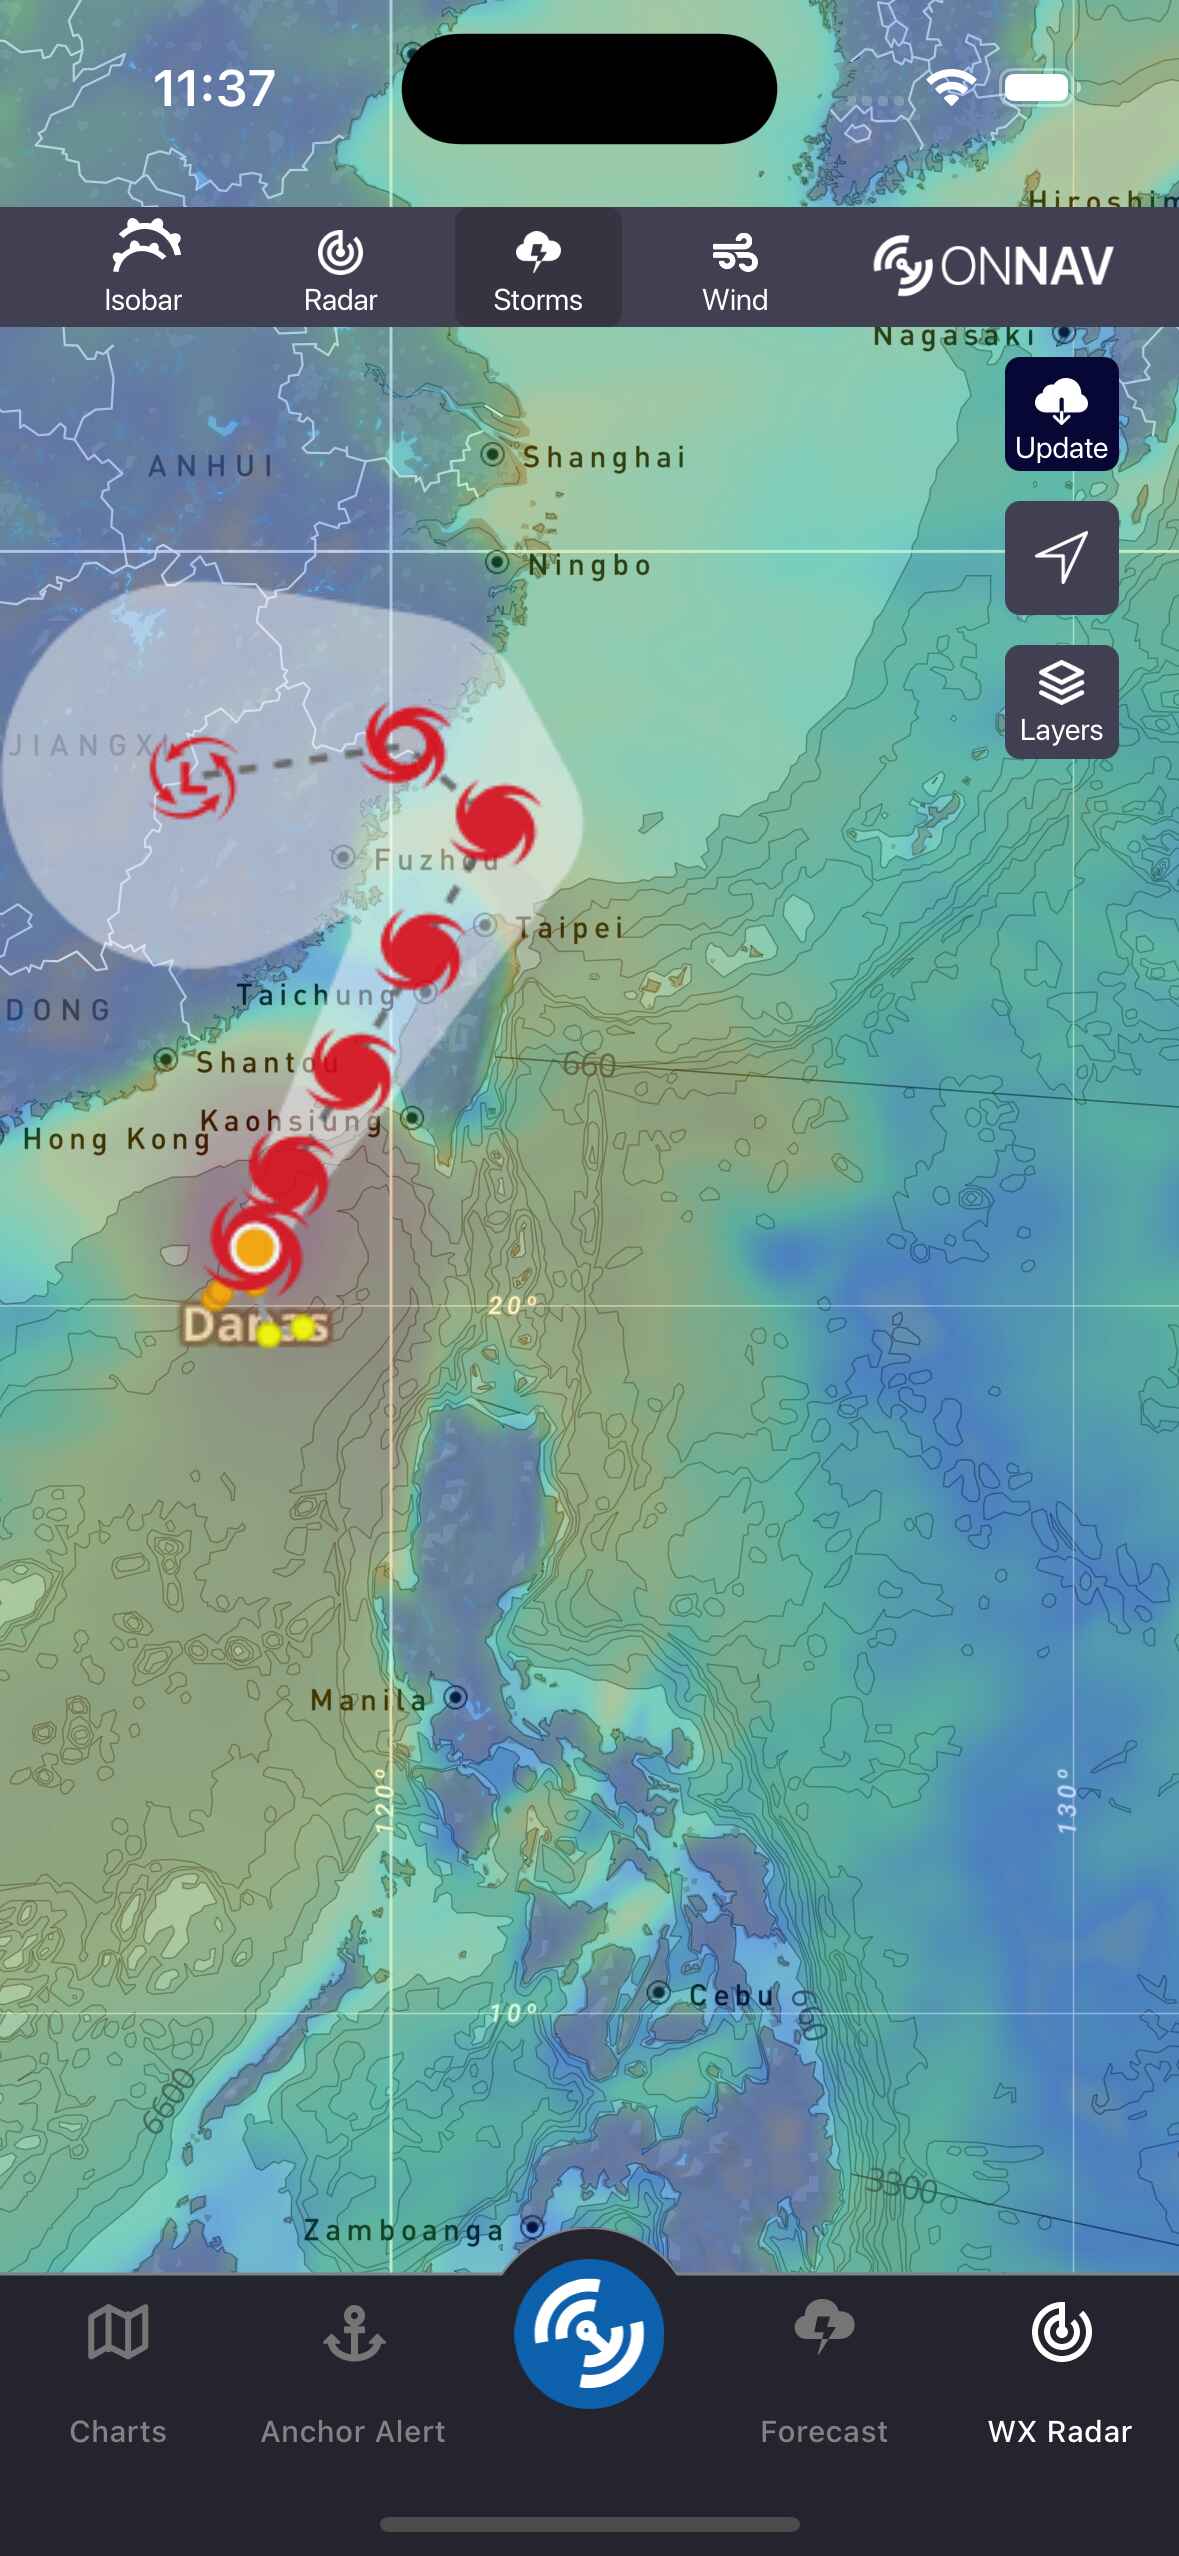 11:37
Hiroshim
Isobar
Radar
Storms
Wind
ONNAV
Nagasaki
Update
Shanghai
ANHUI
Ningbo
Layers
JIANGXI
L
Fuzhou
Taipei
Taichung
DONG
Shantou
660
Kaohsiung
Hong Kong
20°
Danas
Manila
120°
130°
Cebu
10°
660
6600
3300
Zamboanga
Charts
Anchor Alert
Forecast
WX Radar